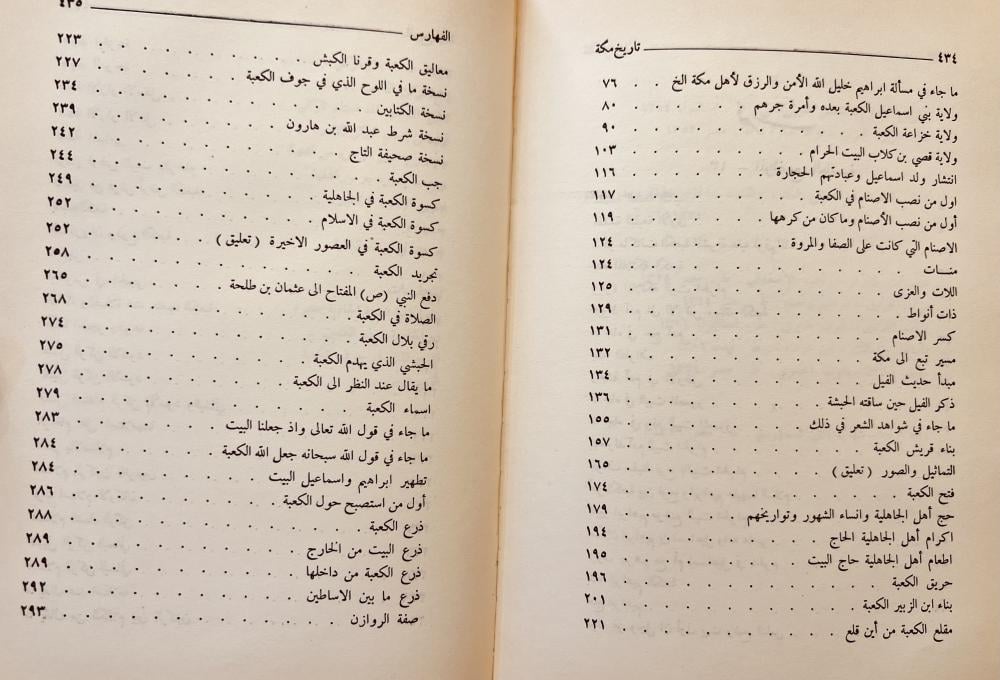 ٤٣٤ تاريخ مكة
ما جاء في مسألة ابراهيم خليل الله الأمن والرزق لأهل مكة الخ . . ٧٦
ولاية بني اسماعيل الكعبة بعده وأمرة جرهم . . . . . ٨٠
ولاية خزاعة الكعبة . . . . . . . . . ٩٠
ولاية قصي بن كلاب البيت الحرام . . . . . . . ١٠٣
انتشار ولد اسماعيل وعبادتهم الحجارة . . . . . . ١١٦
اول من نصب الاصنام في الكعبة . . . . . . . ١١٧
أول من نصب الأصنام وما كان من كرهها . . . . . . ١١٩
الاصنام التي كانت على الصفا والمروة . . . . . . ١٢٤
منسات . . . . . . . . . . . ١٢٤
اللات والعزى . . . . . . . . . . ١٢٥
ذات أنواط . . . . . . . . . . ١٢٩
كسر الاصنام . . . . . . . . . . ١٣١
مسير تبع الى مكة . . . . . . . . . ١٣٢
مبدأ حديث الفيل . . . . . . . . . ١٣٤
ذكر الفيل حين ساقته الحبشة . . . . . . . ١٣٦
ما جاء في شواهد الشعر في ذلك . . . . . . . ١٥٥
بناء قريش الكعبة . . . . . . . . . ١٥٧
التماثيل والصور ( تعليق ) . . . . . . . . ١٦٥
فتح الكعبة . . . . . . . . . . ١٧٤
حج أهل الجاهلية وانساء الشهور وتواريخهم . . . . . ١٧٩
اكرام أهل الجاهلية الحاج . . . . . . . . ١٩٤
اطعام أهل الجاهلية حاج البيت . . . . . . . ١٩٥
حريق الكعبة . . . . . . . . . . ١٩٦
بناء ابن الزبير الكعبة . . . . . . . . . ٢٠١
مقلع الكعبة من أين قلع . . . . . . . . ٢٢١
الفهارس ٤٣٥
معاليق الكعبة وقرنا الكبش . . . . . . . . ٢٢٣
نسخة ما في اللوح الذي في جوف الكعبة . . . . . . ٢٢٧
نسخة الكتابين . . . . . . . . . . ٢٣٤
نسخة شرط عبد الله بن هارون . . . . . . . ٢٣٩
نسخة صحيفة التاج . . . . . . . . . ٢٤٢
جب الكعبة . . . . . . . . . . ٢٤٤
كسوة الكعبة في الجاهلية . . . . . . . . ٢٤٩
كسوة الكعبة في الاسلام . . . . . . . . ٢٥٢
كسوة الكعبة في العصور الاخيرة ( تعليق ) . . . . . ٢٥٢
تجريد الكعبة . . . . . . . . . . ٢٥٨
دفع النبي (ص) المفتاح الى عثمان بن طلحة . . . . . ٢٦٥
الصلاة في الكعبة . . . . . . . . . ٢٦٨
رقي بلال الكعبة . . . . . . . . . ٢٧٤
الحبشي الذي يهدم الكعبة . . . . . . . . ٢٧٥
ما يقال عند النظر الى الكعبة . . . . . . . ٢٧٨
اسماء الكعبة . . . . . . . . . . ٢٧٩
ما جاء في قول الله تعالى واذ جعلنا البيت . . . . . . ٢٨٣
ما جاء في قول الله سبحانه جعل الله الكعبة . . . . . . ٢٨٤
تطهير ابراهيم واسماعيل البيت . . . . . . . ٢٨٤
أول من استصبح حول الكعبة . . . . . . . ٢٨٦
ذرع الكعبة . . . . . . . . . . ٢٨٨
ذرع البيت من الخارج . . . . . . . . ٢٨٩
ذرع الكعبة من داخلها . . . . . . . . ٢٨٩
ذرع ما بين الاساطين . . . . . . . . ٢٩٢
صفة الروازن . . . . . . . . . . ٢٩٣